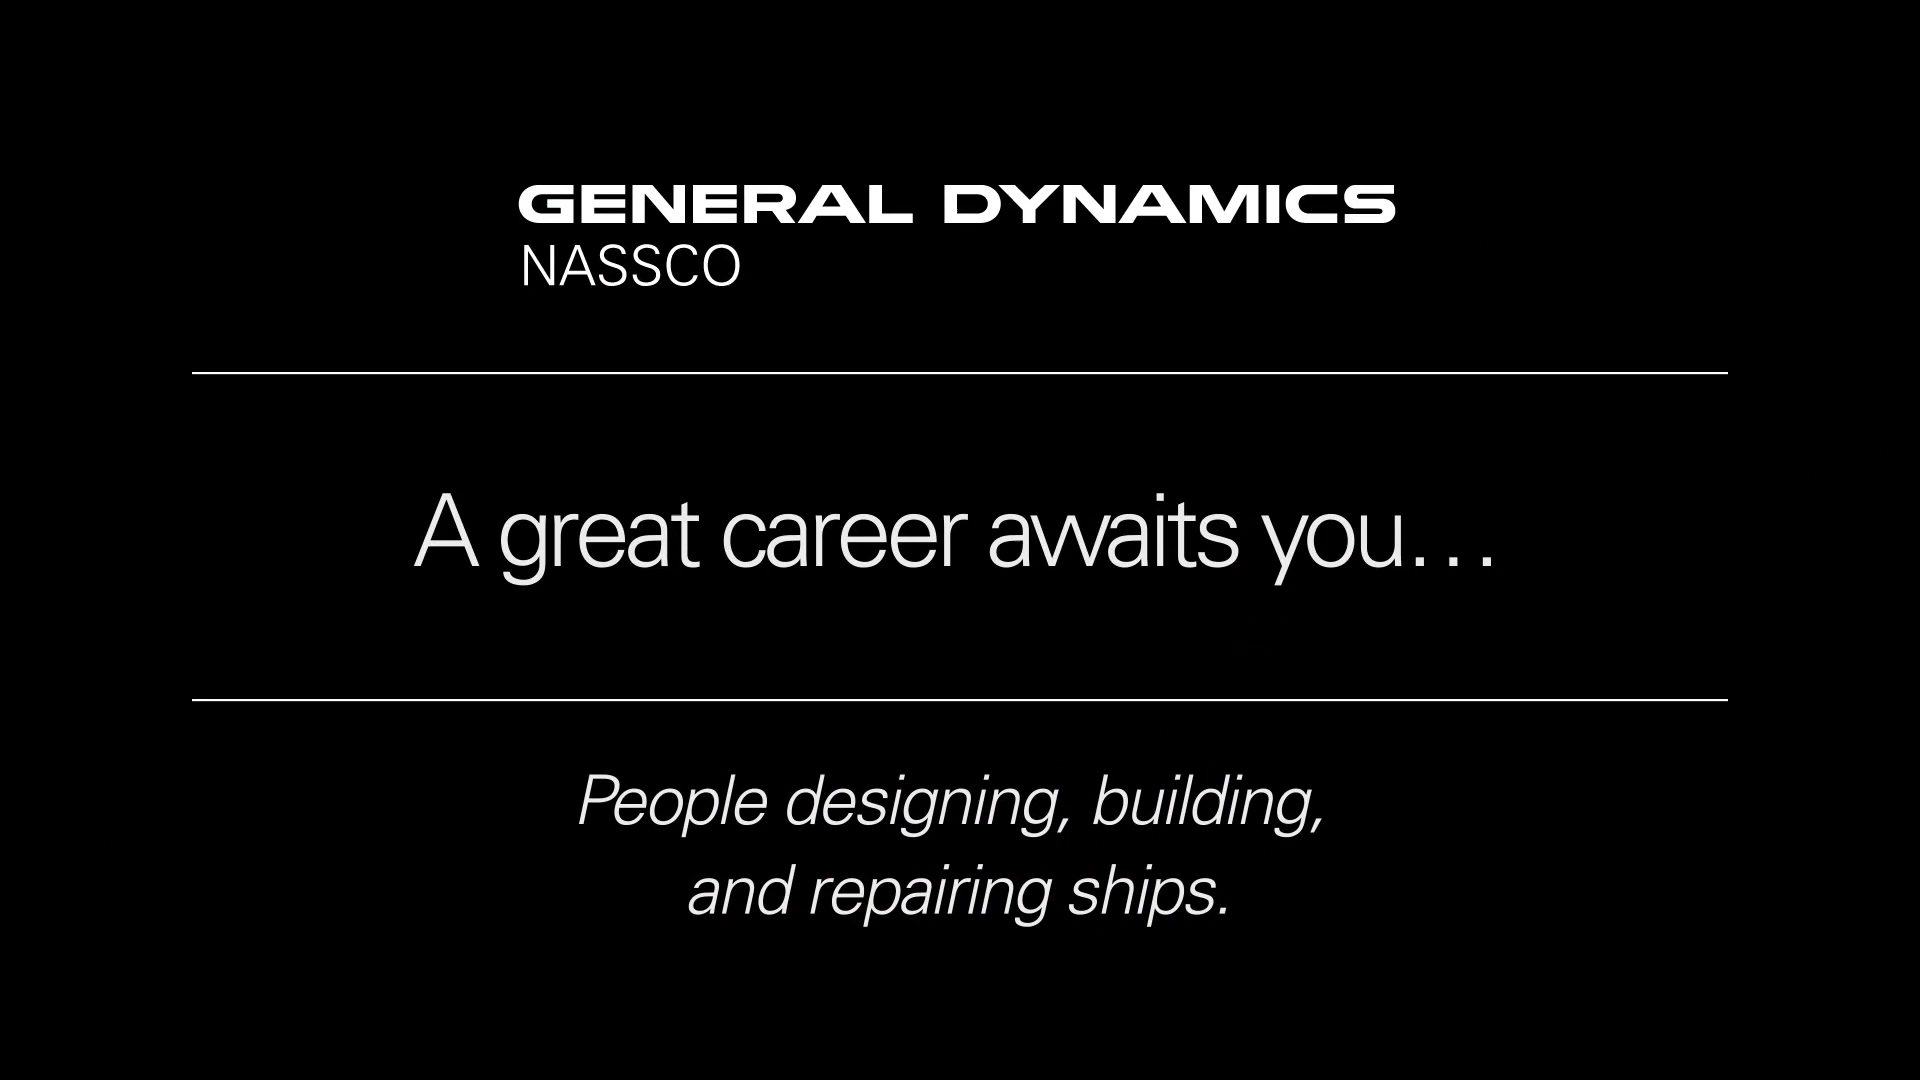 GENERAL DYNAMICS
NASSCO
A great career awaits you...
People designing, building,
and repairing ships.